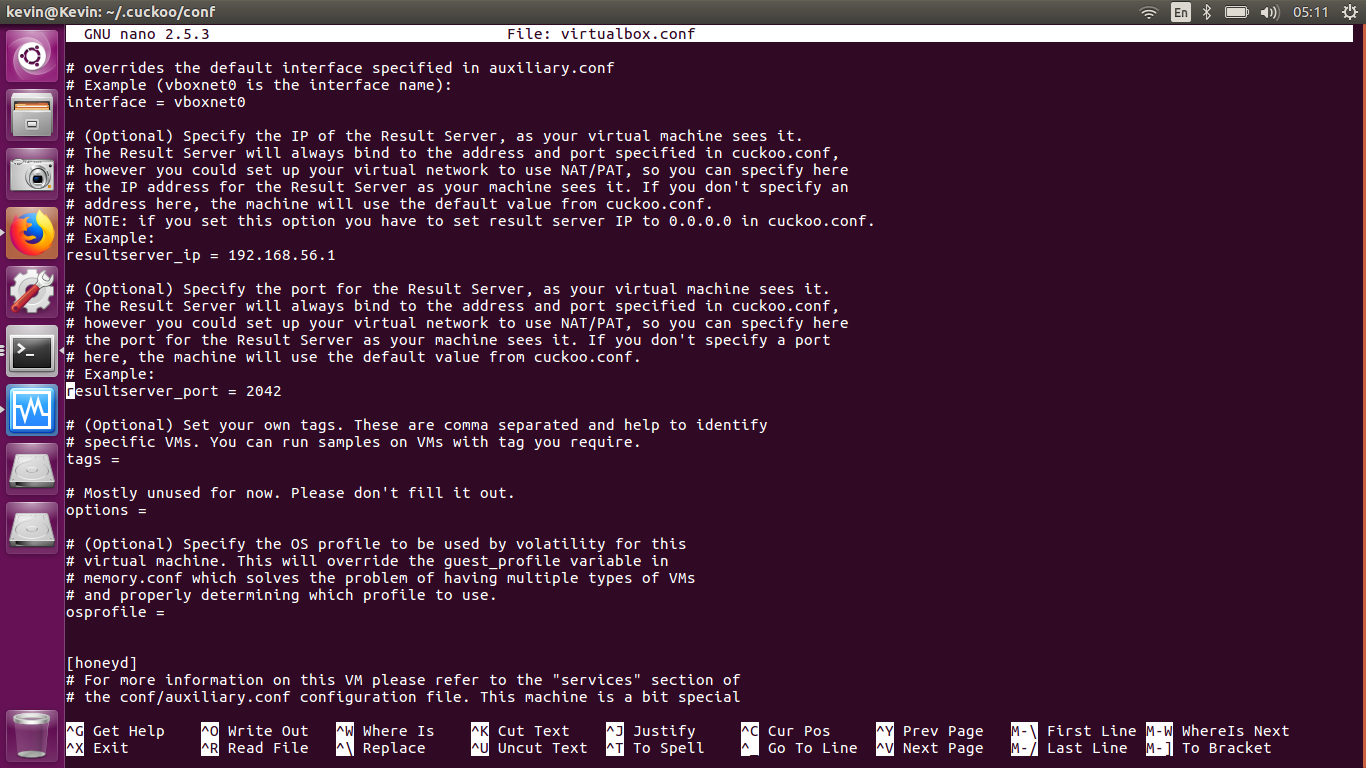 kevin@Kevin: ~/.cuckoo/conf
En
05:11
GNU nano 2.5.3 File: virtualbox.conf
# overrides the default interface specified in auxiliary.conf
# Example (vboxnet0 is the interface name):
interface = vboxnet0
# (Optional) Specify the IP of the Result Server, as your virtual machine sees it.
# The Result Server will always bind to the address and port specified in cuckoo.conf,
# however you could set up your virtual network to use NAT/PAT, so you can specify here
# the IP address for the Result Server as your machine sees it. If you don't specify an
# address here, the machine will use the default value from cuckoo.conf.
# NOTE: if you set this option you have to set result server IP to 0.0.0.0 in cuckoo.conf.
# Example:
resultserver_ip = 192.168.56.1
# (Optional) Specify the port for the Result Server, as your virtual machine sees it.
# The Result Server will always bind to the address and port specified in cuckoo.conf,
# however you could set up your virtual network to use NAT/PAT, so you can specify here
# the port for the Result Server as your machine sees it. If you don't specify a port
# here, the machine will use the default value from cuckoo.conf.
# Example:
resultserver_port = 2042
# (Optional) Set your own tags. These are comma separated and help to identify
# specific VMs. You can run samples on VMs with tag you require.
tags =
# Mostly unused for now. Please don't fill it out.
options =
# (Optional) Specify the OS profile to be used by volatility for this
# virtual machine. This will override the guest_profile variable in
# memory.conf which solves the problem of having multiple types of VMs
# and properly determining which profile to use.
osprofile =
[honeyd]
# For more information on this VM please refer to the "services" section of
# the conf/auxiliary.conf configuration file. This machine is a bit special
^G Get Help ^O Write Out ^W Where Is ^K Cut Text ^J Justify ^C Cur Pos ^Y Prev Page M-\ First Line M-W WhereIs Next
^X Exit ^R Read File ^\ Replace ^U Uncut Text ^T To Spell ^_ Go To Line ^V Next Page M-/ Last Line M-] To Bracket